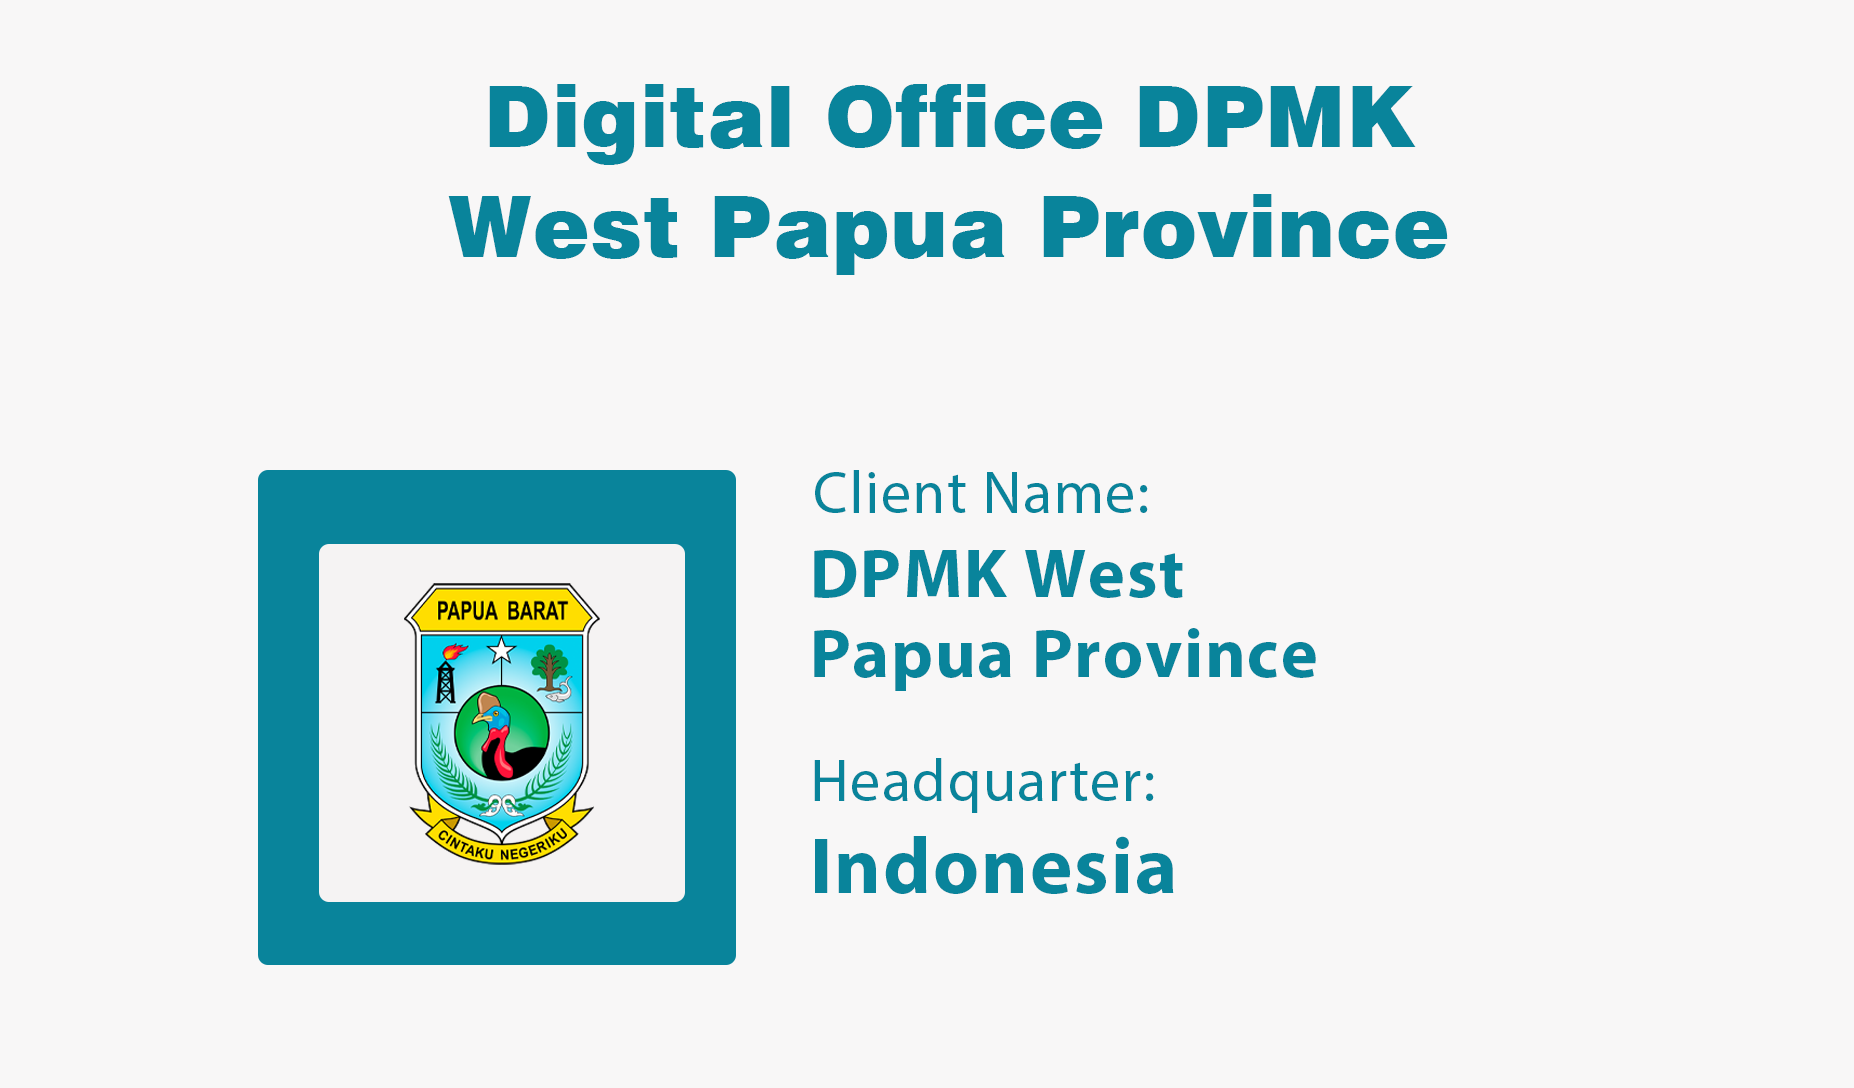 Digital Office DPMK
West Papua Province
PAPUA BARAT
CINTAKU NEGERIKU
Client Name:
DPMK West
Papua Province
Headquarter:
Indonesia